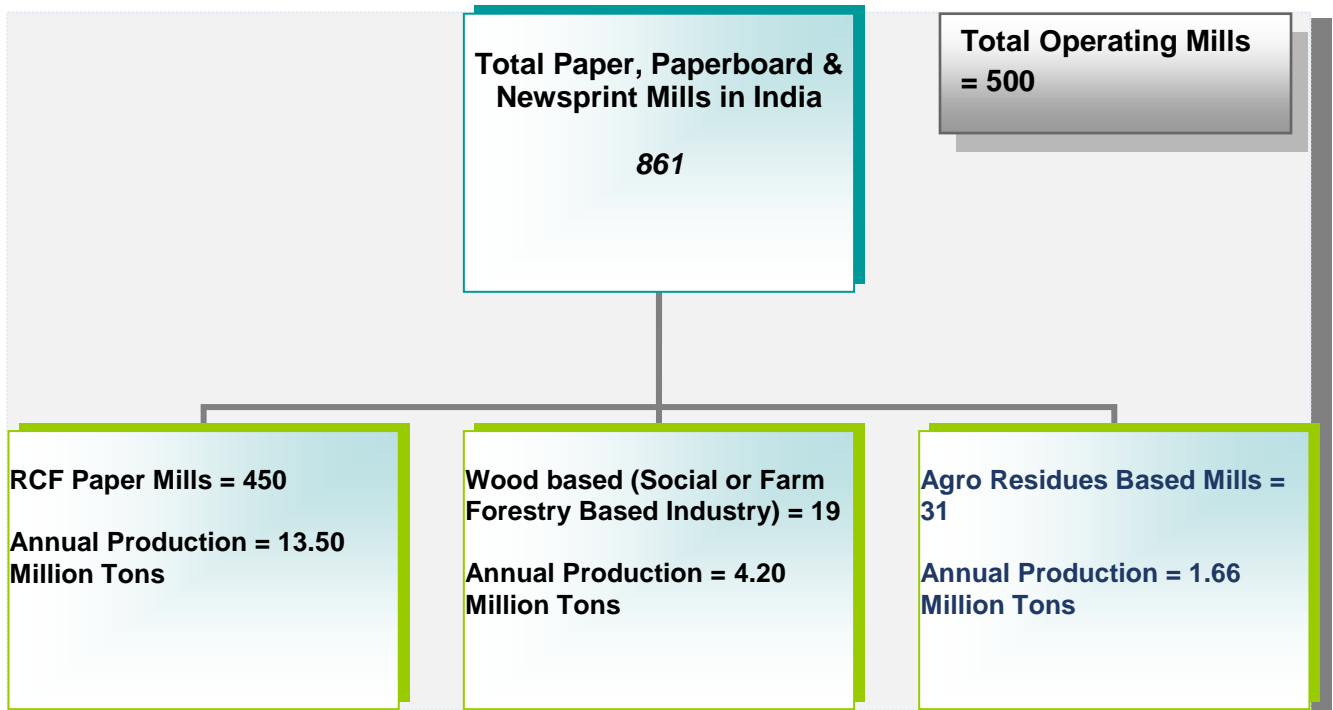 Total Paper, Paperboard &
Newsprint Mills in India
861
Total Operating Mills
= 500
RCF Paper Mills = 450
Annual Production = 13.50
Million Tons
Wood based (Social or Farm
Forestry Based Industry) = 19
Annual Production = 4.20
Million Tons
Agro Residues Based Mills =
31
Annual Production = 1.66
Million Tons